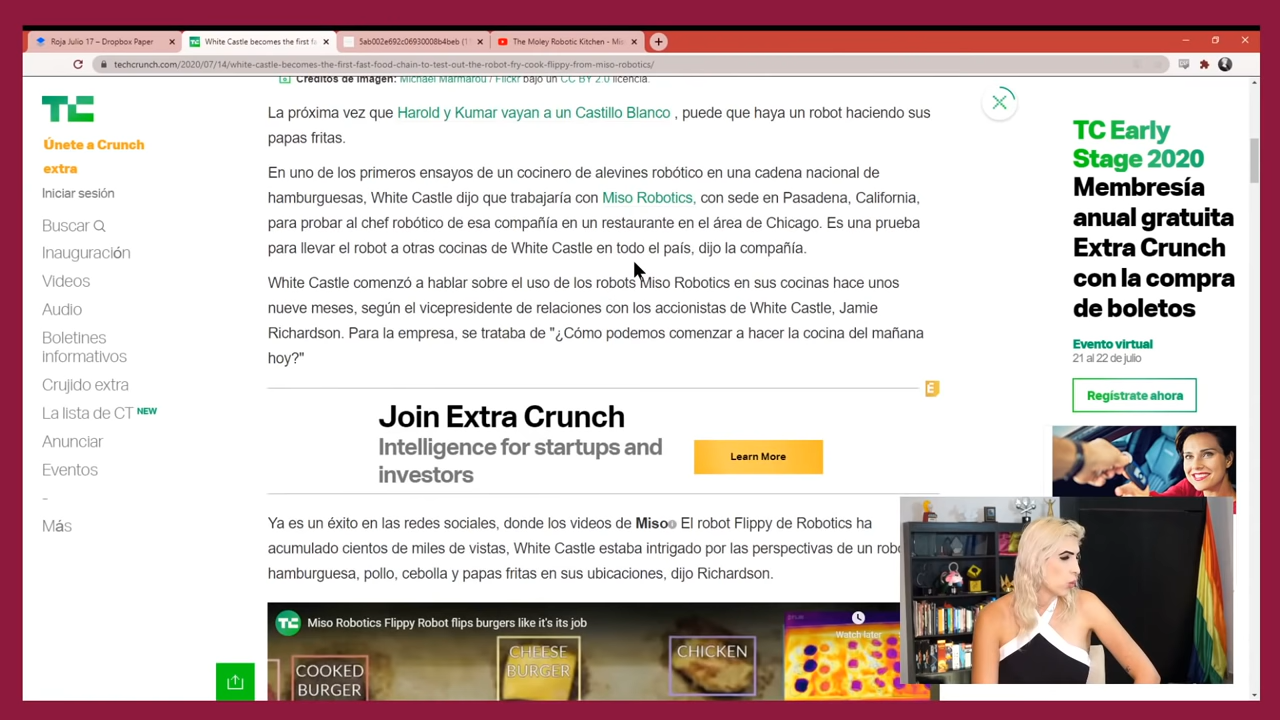 Roja Julio 17 – Dropbox Paper
White Castle becomes the first fa
5ab002e692c06930008b4beb (1
The Moley Robotic Kitchen - Mis
techcrunch.com/2020/07/14/white-castle-becomes-the-first-fast-food-chain-to-test-out-the-robot-fry-cook-flippy-from-miso-robotics/
TC
Únete a Crunch
extra
Iniciar sesión
Buscar
Inauguración
Videos
Audio
Boletines
informativos
Crujido extra
La lista de CT NEW
Anunciar
Eventos
-
Más
Créditos de imagen: Michael Marmarou / Flickr bajo un CC BY 2.0 licencia.
La próxima vez que Harold y Kumar vayan a un Castillo Blanco , puede que haya un robot haciendo sus
papas fritas.
En uno de los primeros ensayos de un cocinero de alevines robótico en una cadena nacional de
hamburguesas, White Castle dijo que trabajaría con Miso Robotics, con sede en Pasadena, California,
para probar al chef robótico de esa compañía en un restaurante en el área de Chicago. Es una prueba
para llevar el robot a otras cocinas de White Castle en todo el país, dijo la compañía.
White Castle comenzó a hablar sobre el uso de los robots Miso Robotics en sus cocinas hace unos
nueve meses, según el vicepresidente de relaciones con los accionistas de White Castle, Jamie
Richardson. Para la empresa, se trataba de "¿Cómo podemos comenzar a hacer la cocina del mañana
hoy?"
E
Join Extra Crunch
Intelligence for startups and
investors
Learn More
Ya es un éxito en las redes sociales, donde los videos de Miso El robot Flippy de Robotics ha
acumulado cientos de miles de vistas, White Castle estaba intrigado por las perspectivas de un robo
hamburguesa, pollo, cebolla y papas fritas en sus ubicaciones, dijo Richardson.
TC
Miso Robotics Flippy Robot flips burgers like it's its job
Watch later
COOKED
BURGER
CHEESE
BURGER
CHICKEN
TC Early
Stage 2020
Membresía
anual gratuita
Extra Crunch
con la compra
de boletos
Evento virtual
21 al 22 de julio
Regístrate ahora